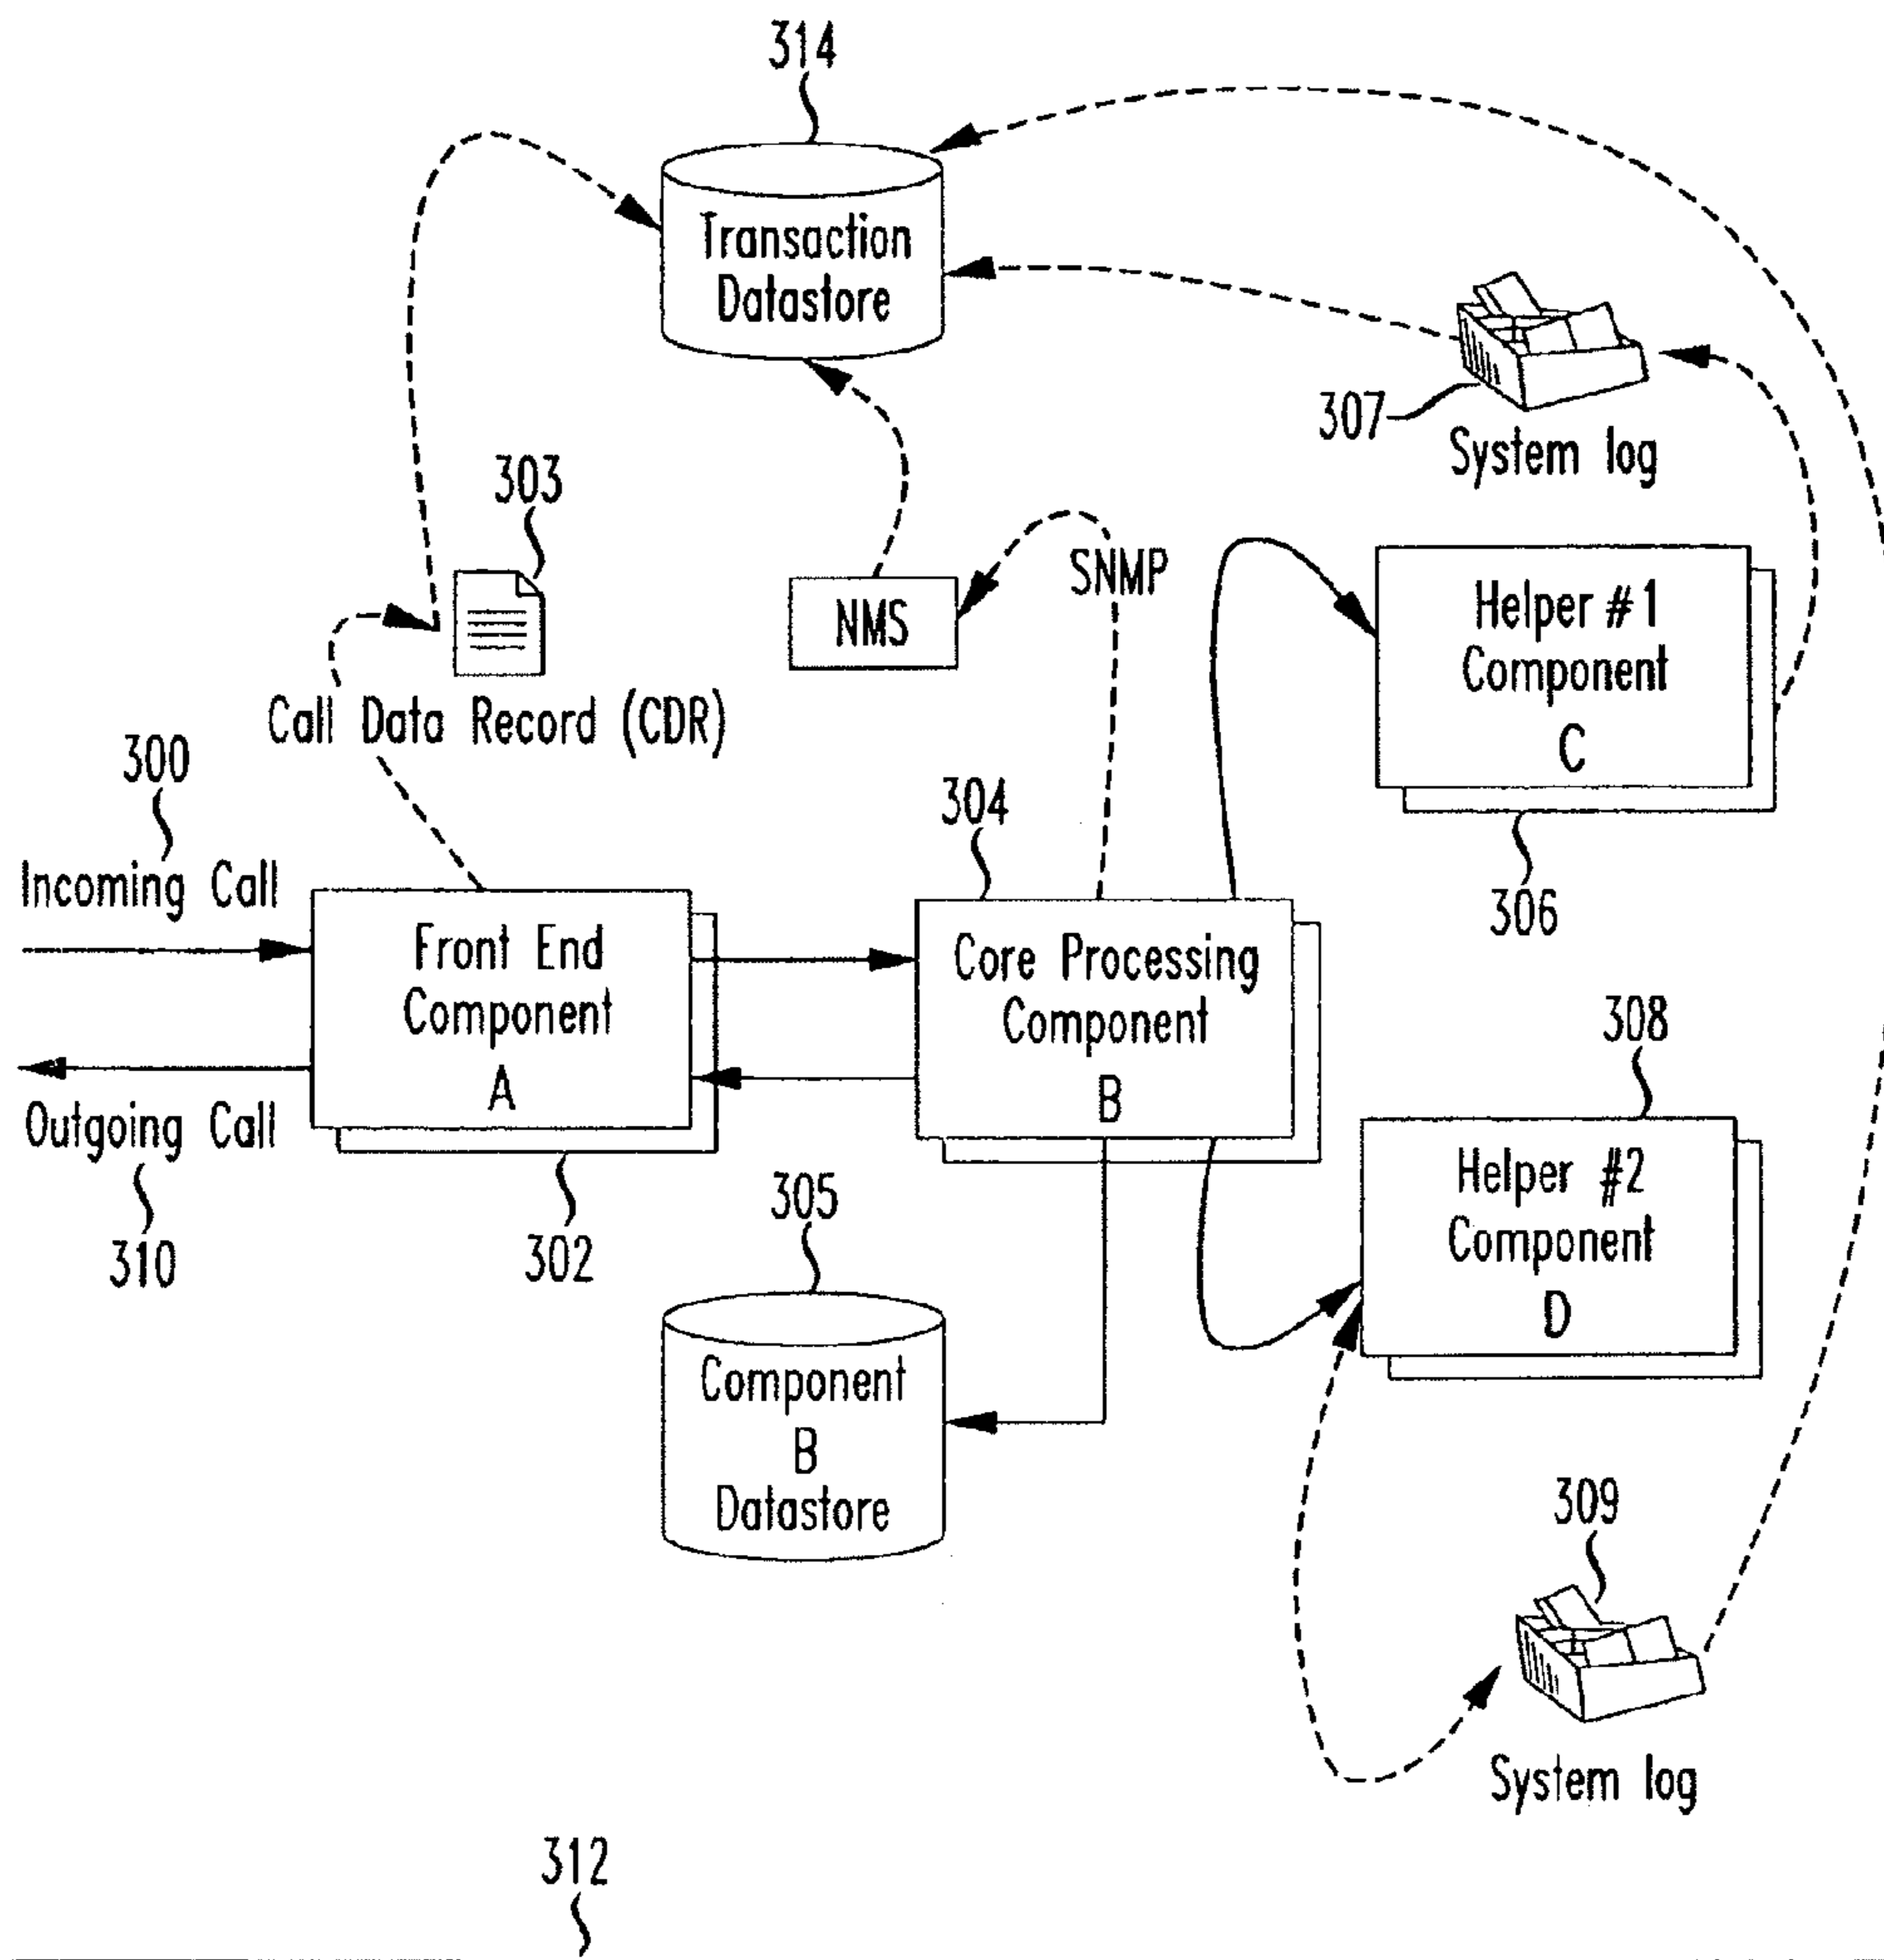 314
Transaction
Datastore
307
System log
303
SNMP
NMS
Helper #1
Component
C
Call Data Record (CDR)
300
304
306
Incoming Call
Front End
Component
A
Core Processing
Component
B
308
Outgoing Call
Helper #2
Component
D
305
310
302
Component
B
Datastore
309
System log
312